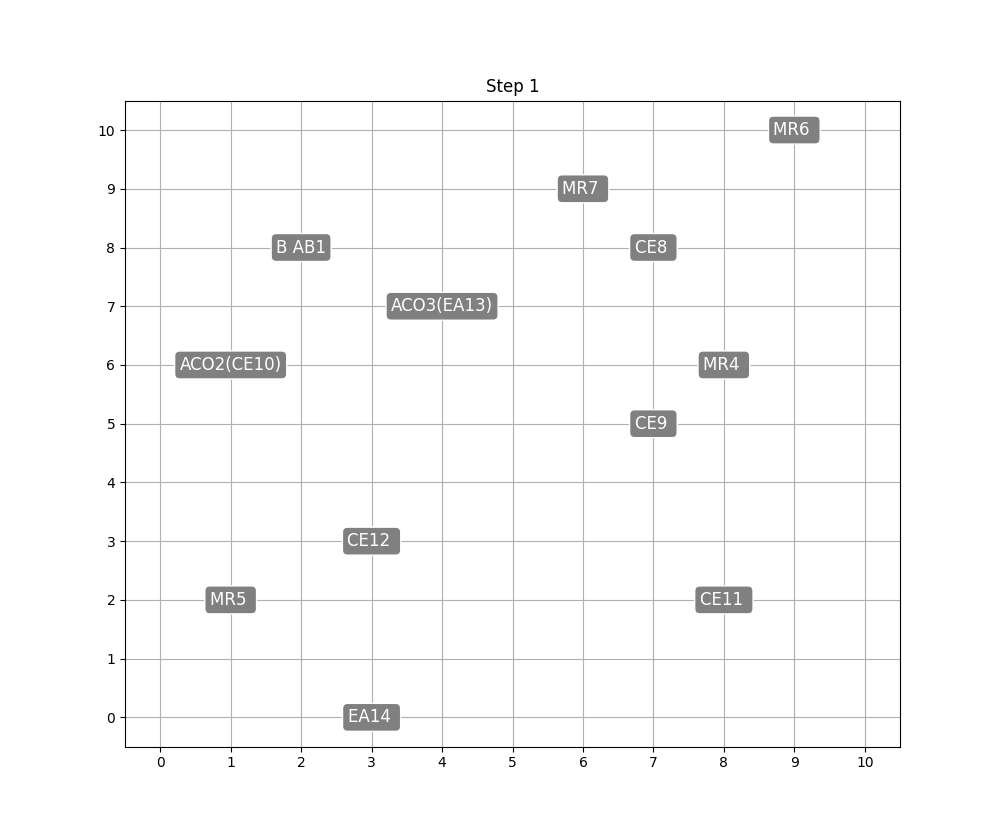 Step 1
10
MR6
9
MR7
8
B AB1
CE8
7
ACO3(EA13)
6
ACO2(CE10)
MR4
5
CE9
4
3
CE12
2
MR5
CE11
1
0
EA14
0 1 2 3 4 5 6 7 8 9 10